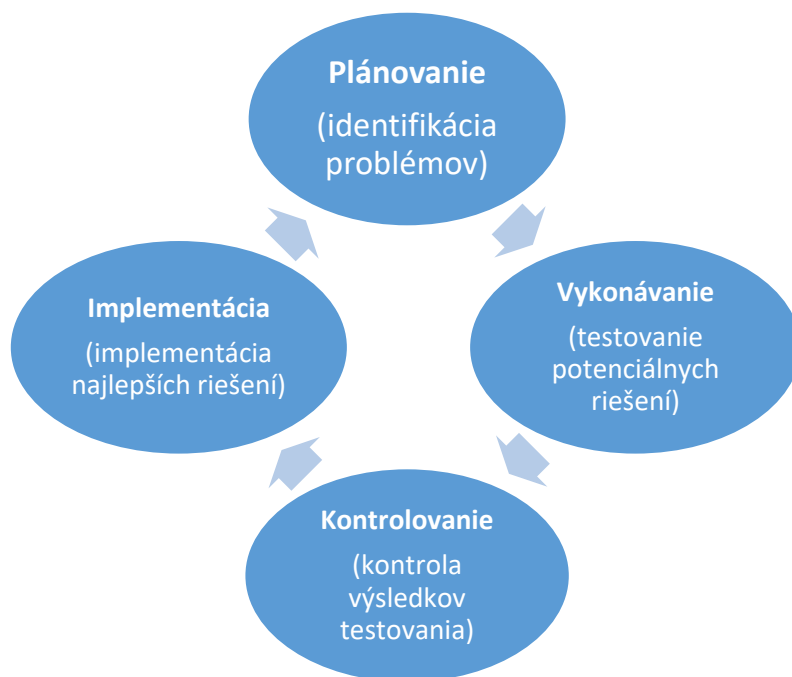 Plánovanie
(identifikácia
problémov)
Vykonávanie
(testovanie
potenciálnych
riešení)
Kontrolovanie
(kontrola
výsledkov
testovania)
Implementácia
(implementácia
najlepších riešení)